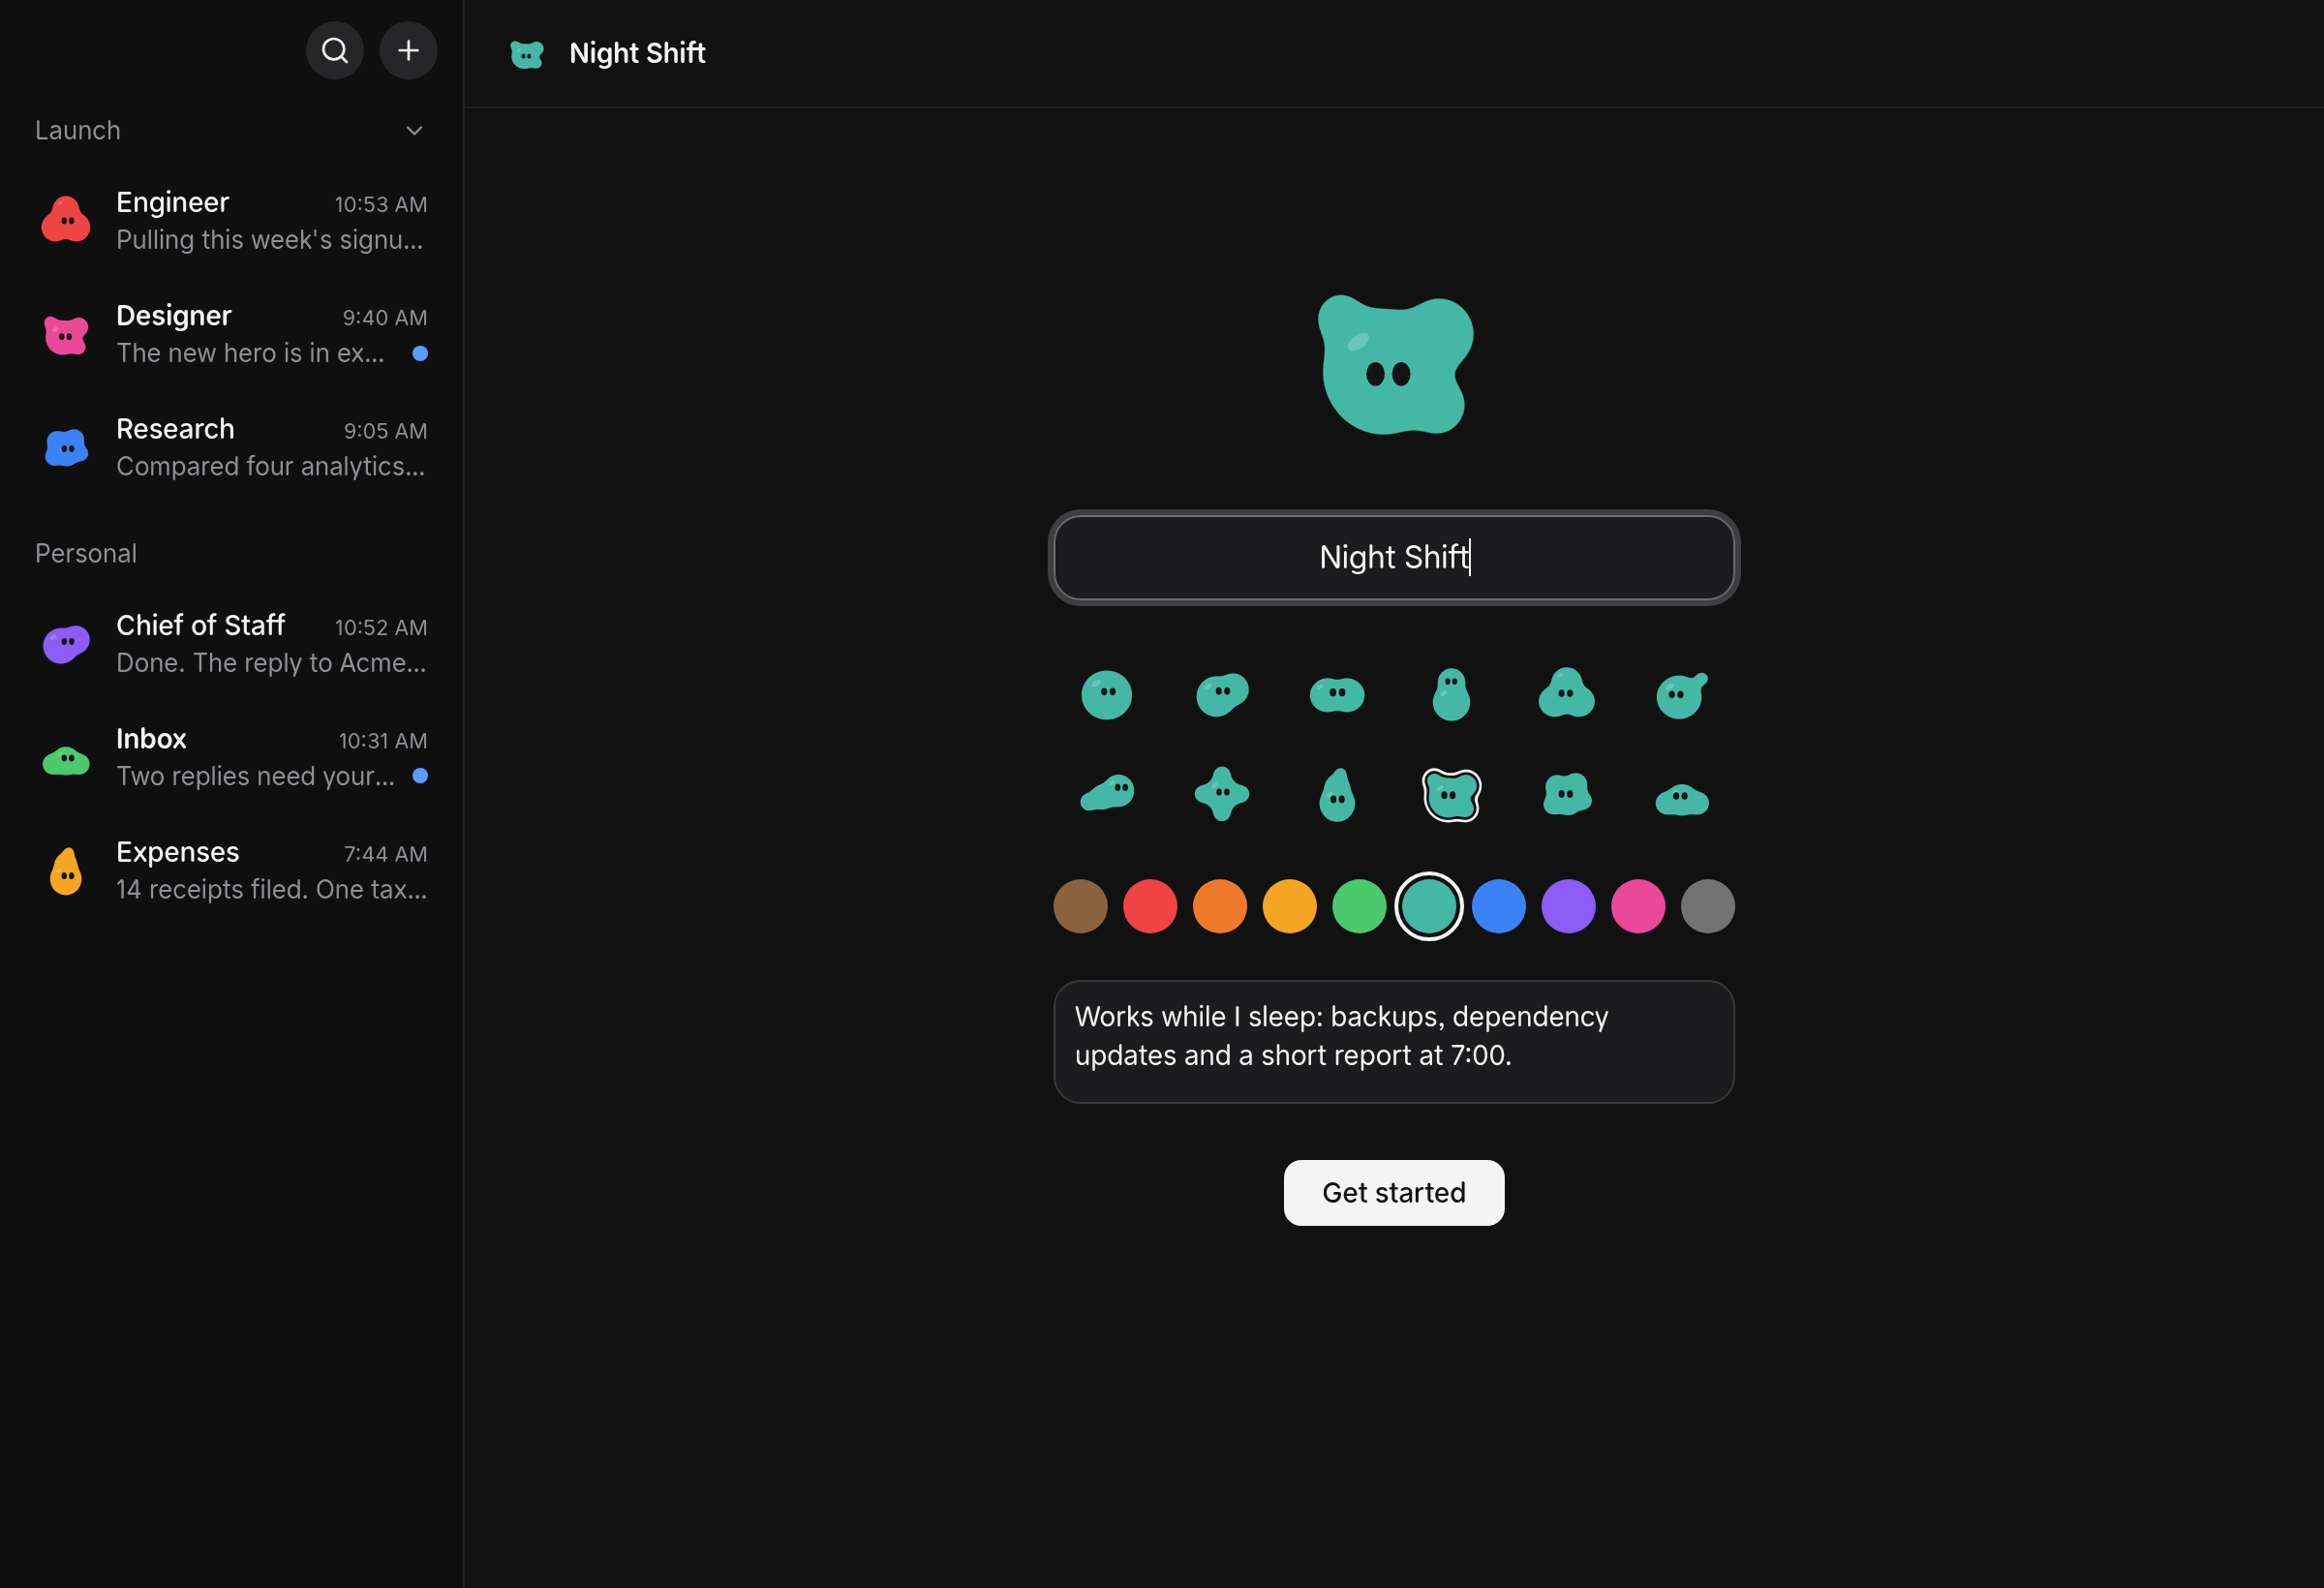 Night Shift
Launch
Engineer 10:53 AM
Pulling this week's signu...
Designer 9:40 AM
The new hero is in ex...
Research 9:05 AM
Compared four analytics...
Personal
Chief of Staff 10:52 AM
Done. The reply to Acme...
Inbox 10:31 AM
Two replies need your...
Expenses 7:44 AM
14 receipts filed. One tax...
Night Shift
Works while I sleep: backups, dependency
updates and a short report at 7:00.
Get started